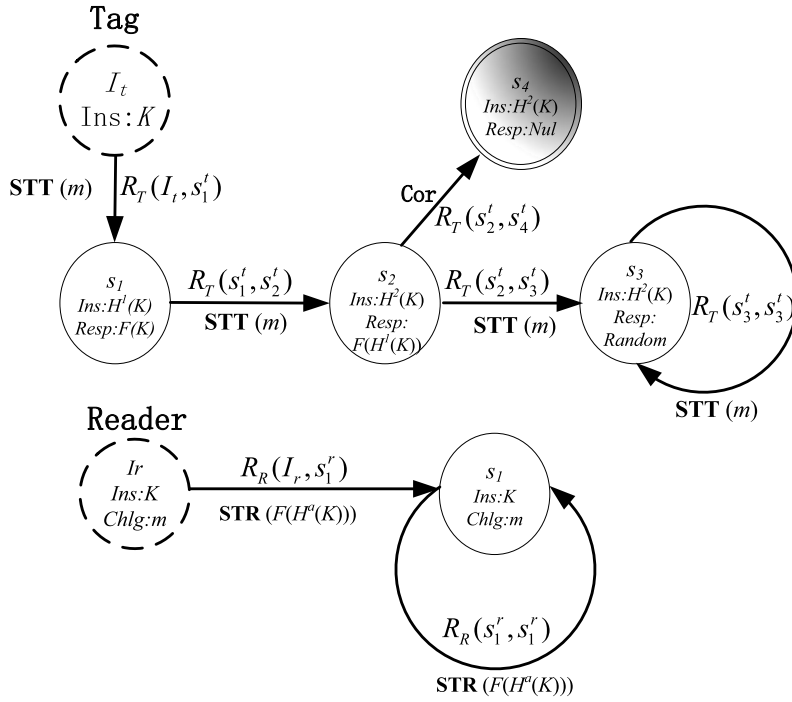 Tag
I_t
Ins:K
STT (m)
R_T(I_t,s_1^t)
s_1
Ins:H^1(K)
Resp:F(K)
R_T(s_1^t,s_2^t)
STT (m)
s_2
Ins:H^2(K)
Resp:
F(H^1(K))
Cor
R_T(s_2^t,s_4^t)
s_4
Ins:H^2(K)
Resp:Nul
R_T(s_2^t,s_3^t)
STT (m)
s_3
Ins:H^2(K)
Resp:
Random
R_T(s_3^t,s_3^t)
STT (m)
Reader
Ir
Ins:K
Chlg:m
R_R(I_r,s_1^r)
STR (F(H^a(K)))
s_1
Ins:K
Chlg:m
R_R(s_1^r,s_1^r)
STR (F(H^a(K)))